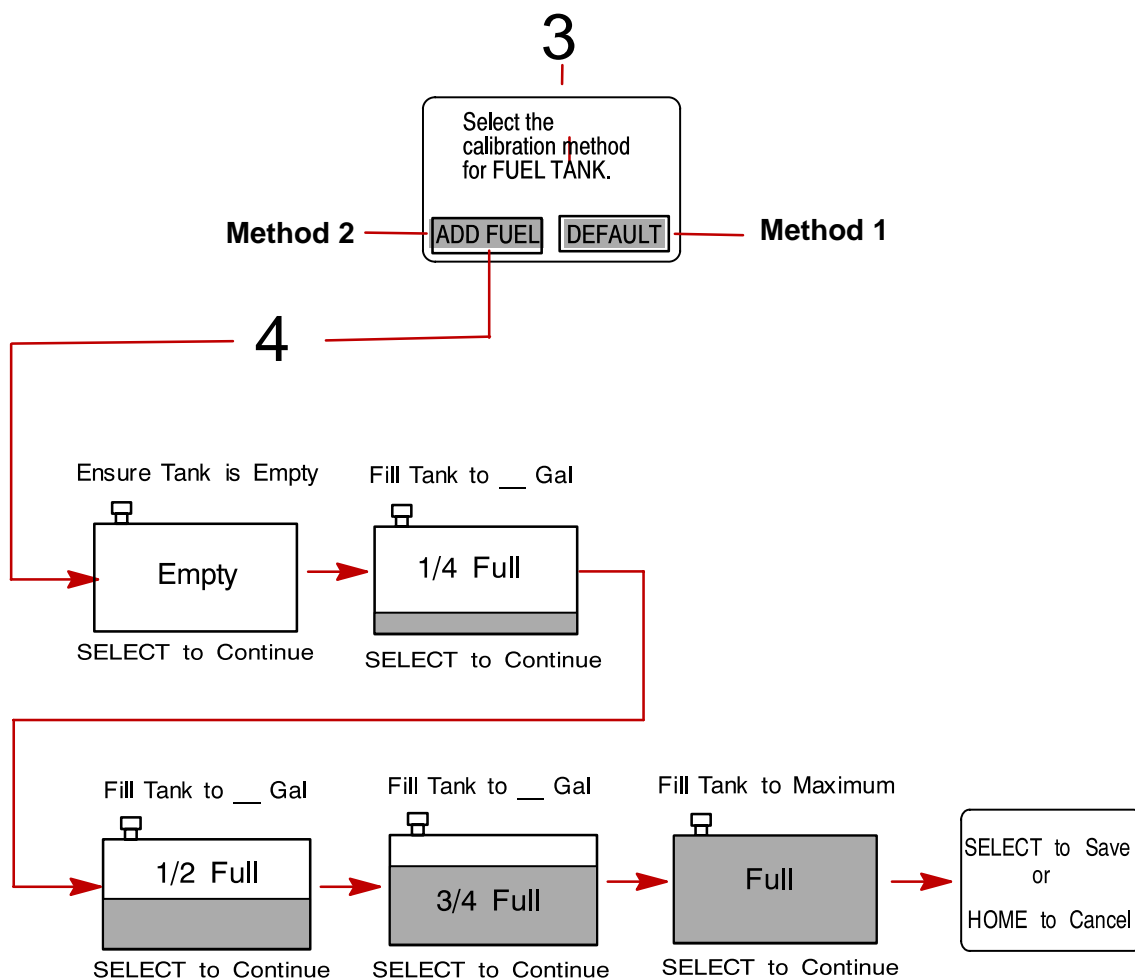 3
Select the
calibration method
for FUEL TANK.
Method 2
ADD FUEL
DEFAULT
Method 1
4
Ensure Tank is Empty
Empty
SELECT to Continue
Fill Tank to __ Gal
1/4 Full
SELECT to Continue
Fill Tank to __ Gal
1/2 Full
SELECT to Continue
Fill Tank to __ Gal
3/4 Full
SELECT to Continue
Fill Tank to Maximum
Full
SELECT to Continue
SELECT to Save
or
HOME to Cancel